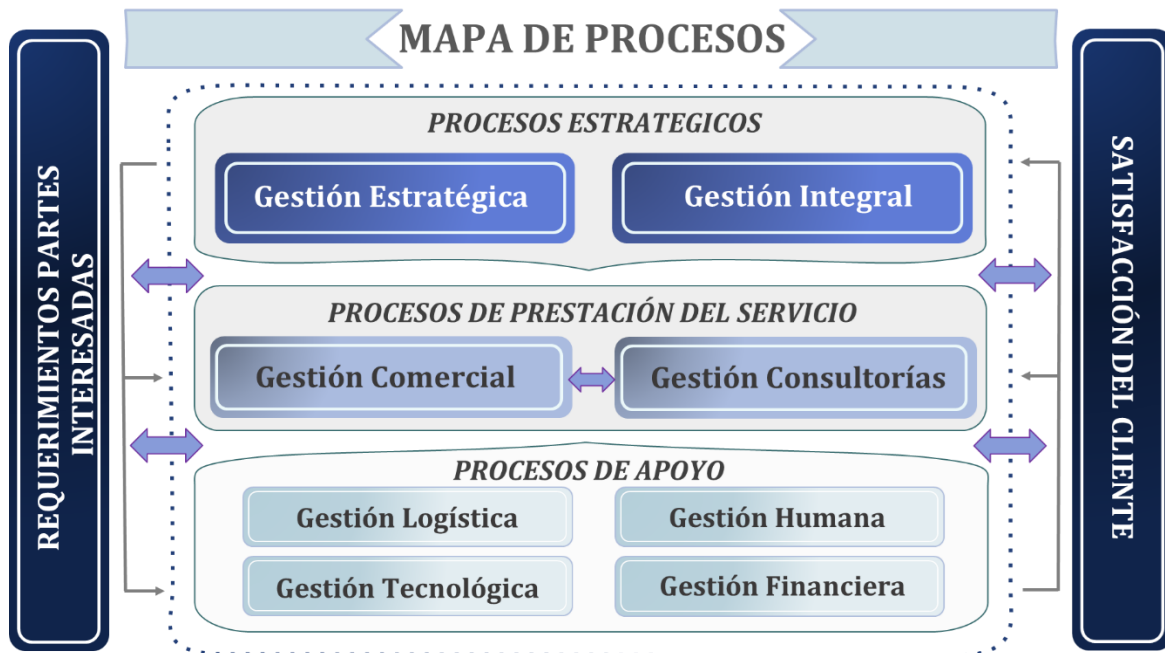 MAPA DE PROCESOS
REQUERIMIENTOS PARTES
INTERESADAS
PROCESOS ESTRATEGICOS
Gestión Estratégica
Gestión Integral
PROCESOS DE PRESTACIÓN DEL SERVICIO
Gestión Comercial
Gestión Consultorías
PROCESOS DE APOYO
Gestión Logística
Gestión Humana
Gestión Tecnológica
Gestión Financiera
SATISFACCIÓN DEL CLIENTE